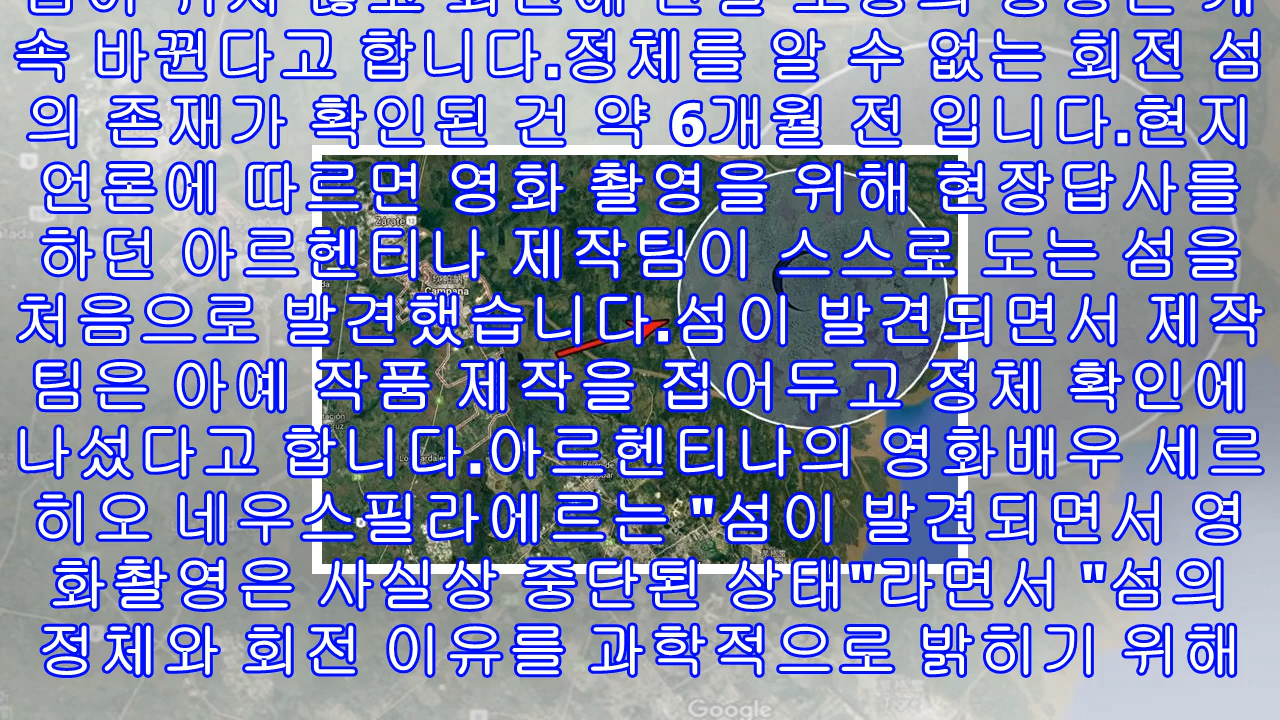 속 바뀐다고 합니다.정체를 알 수 없는 회전 섬
의 존재가 확인된 건 약 6개월 전 입니다.현지
언론에 따르면 영화 촬영을 위해 현장답사를
하던 아르헨티나 제작팀이 스스로 도는 섬을
처음으로 발견했습니다.섬이 발견되면서 제작
팀은 아예 작품 제작을 접어두고 정체 확인에
나섰다고 합니다.아르헨티나의 영화배우 세르
히오 네우스필라에르는 "섬이 발견되면서 영
화촬영은 사실상 중단된 상태"라면서 "섬의
정체와 회전 이유를 과학적으로 밝히기 위해
Zárate
Campana
Google